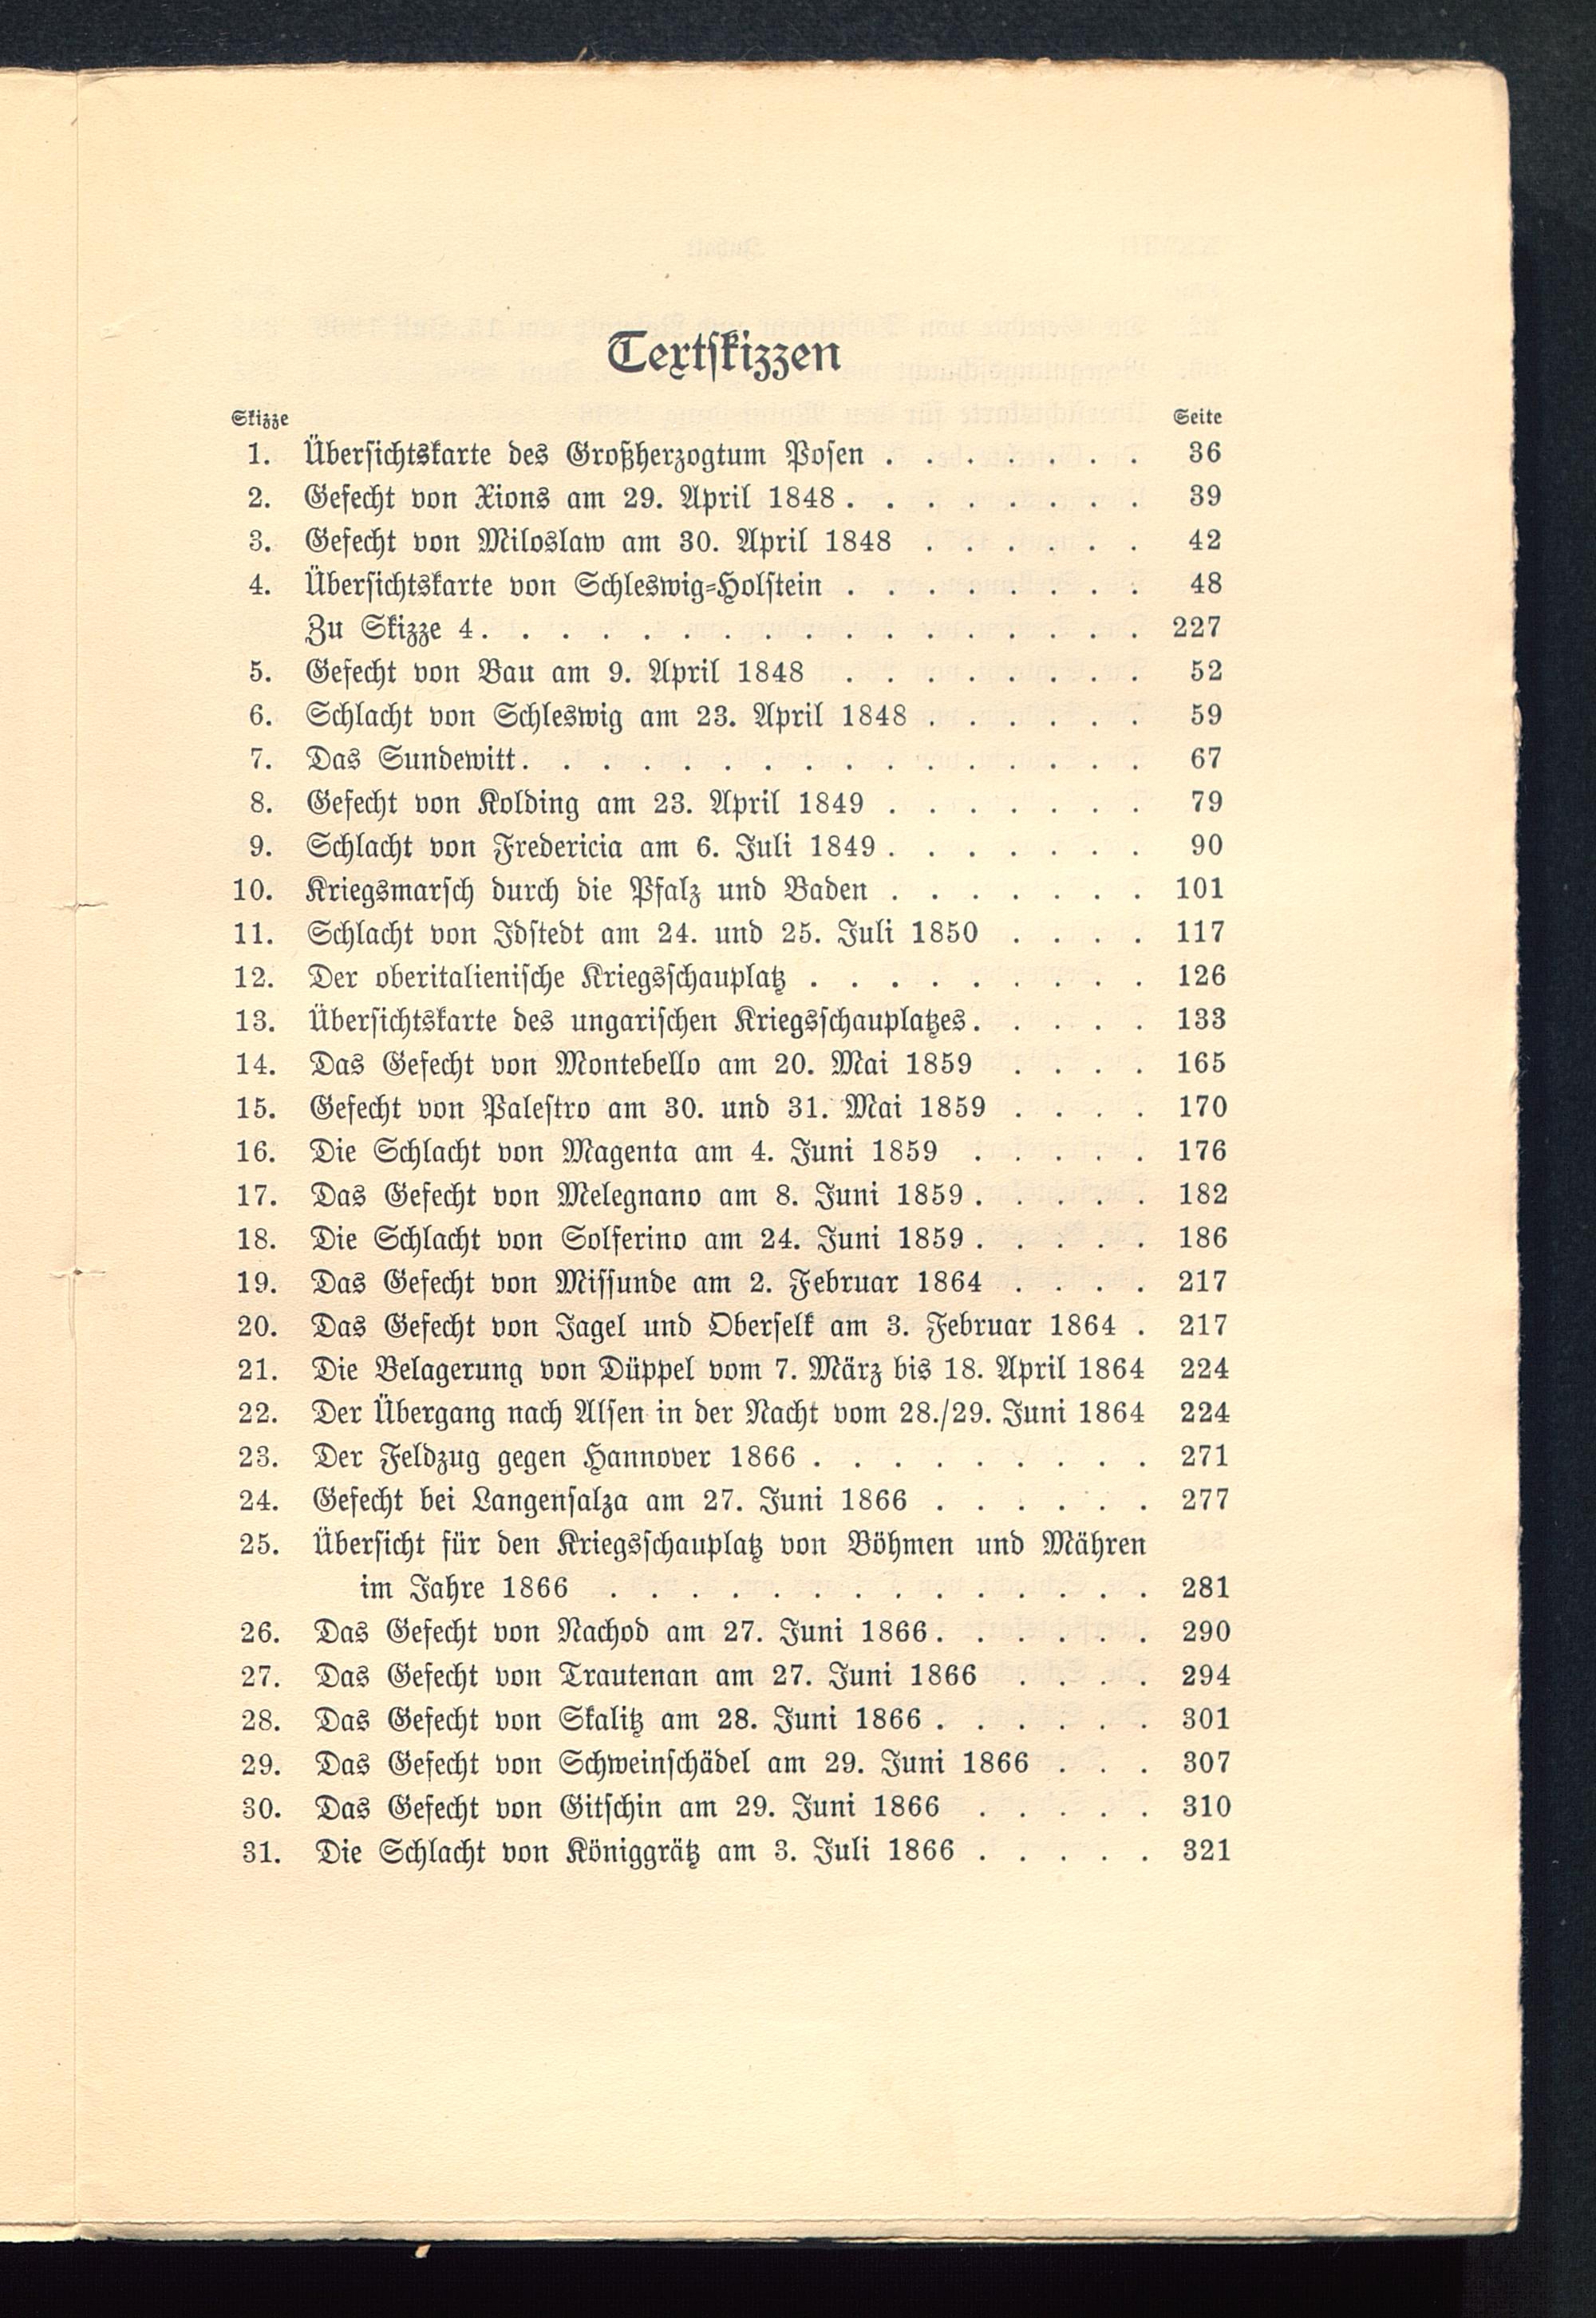 Textskizzen
Skizze Seite
1. Übersichtskarte des Großherzogtum Posen . . . . . . . 36
2. Gefecht von Xions am 29. April 1848 . . . . . . . . 39
3. Gefecht von Miloslaw am 30. April 1848 . . . . . . 42
4. Übersichtskarte von Schleswig-Holstein . . . . . . . . 48
Zu Skizze 4 . . . . . . . . . . . . . . . . . 227
5. Gefecht von Bau am 9. April 1848 . . . . . . . . 52
6. Schlacht von Schleswig am 23. April 1848 . . . . . . 59
7. Das Sundewitt . . . . . . . . . . . . . . . . 67
8. Gefecht von Kolding am 23. April 1849 . . . . . . . 79
9. Schlacht von Fredericia am 6. Juli 1849 . . . . . . . 90
10. Kriegsmarsch durch die Pfalz und Baden . . . . . . . 101
11. Schlacht von Idstedt am 24. und 25. Juli 1850 . . . . 117
12. Der oberitalienische Kriegsschauplatz . . . . . . . . . 126
13. Übersichtskarte des ungarischen Kriegsschauplatzes . . . . . 133
14. Das Gefecht von Montebello am 20. Mai 1859 . . . . 165
15. Gefecht von Palestro am 30. und 31. Mai 1859 . . . . 170
16. Die Schlacht von Magenta am 4. Juni 1859 . . . . . 176
17. Das Gefecht von Melegnano am 8. Juni 1859 . . . . . 182
18. Die Schlacht von Solferino am 24. Juni 1859 . . . . . 186
19. Das Gefecht von Missunde am 2. Februar 1864 . . . . 217
20. Das Gefecht von Jagel und Oberselk am 3. Februar 1864 . 217
21. Die Belagerung von Düppel vom 7. März bis 18. April 1864 224
22. Der Übergang nach Alsen in der Nacht vom 28./29. Juni 1864 224
23. Der Feldzug gegen Hannover 1866 . . . . . . . . . 271
24. Gefecht bei Langensalza am 27. Juni 1866 . . . . . . 277
25. Übersicht für den Kriegsschauplatz von Böhmen und Mähren
im Jahre 1866 . . . . . . . . . . . . . . 281
26. Das Gefecht von Nachod am 27. Juni 1866 . . . . . . 290
27. Das Gefecht von Trautenan am 27. Juni 1866 . . . . 294
28. Das Gefecht von Skalitz am 28. Juni 1866 . . . . . . 301
29. Das Gefecht von Schweinschädel am 29. Juni 1866 . . . 307
30. Das Gefecht von Gitschin am 29. Juni 1866 . . . . . 310
31. Die Schlacht von Königgrätz am 3. Juli 1866 . . . . . 321